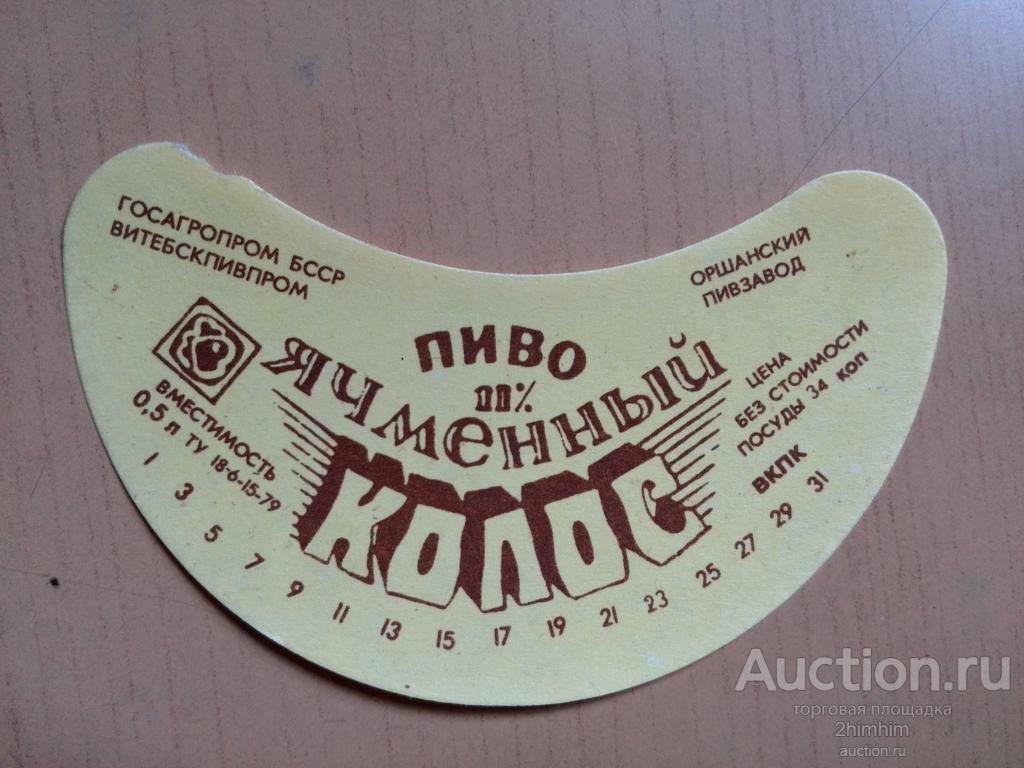 ГОСАГРОПРОМ БССР
ВИТЕБСКПИВПРОМ
ОРШАНСКИЙ
ПИВЗАВОД
ПИВО
11%
ЯЧМЕННЫЙ
КОЛОС
ВМЕСТИМОСТЬ
0,5 л ТУ 18-6-15-79
ЦЕНА
БЕЗ СТОИМОСТИ
ПОСУДЫ 34 КОП
ВКПК
1 3 5 7 9 11 13 15 17 19 21 23 25 27 29 31
Auction.ru
торговая площадка
2himhim
auction.ru